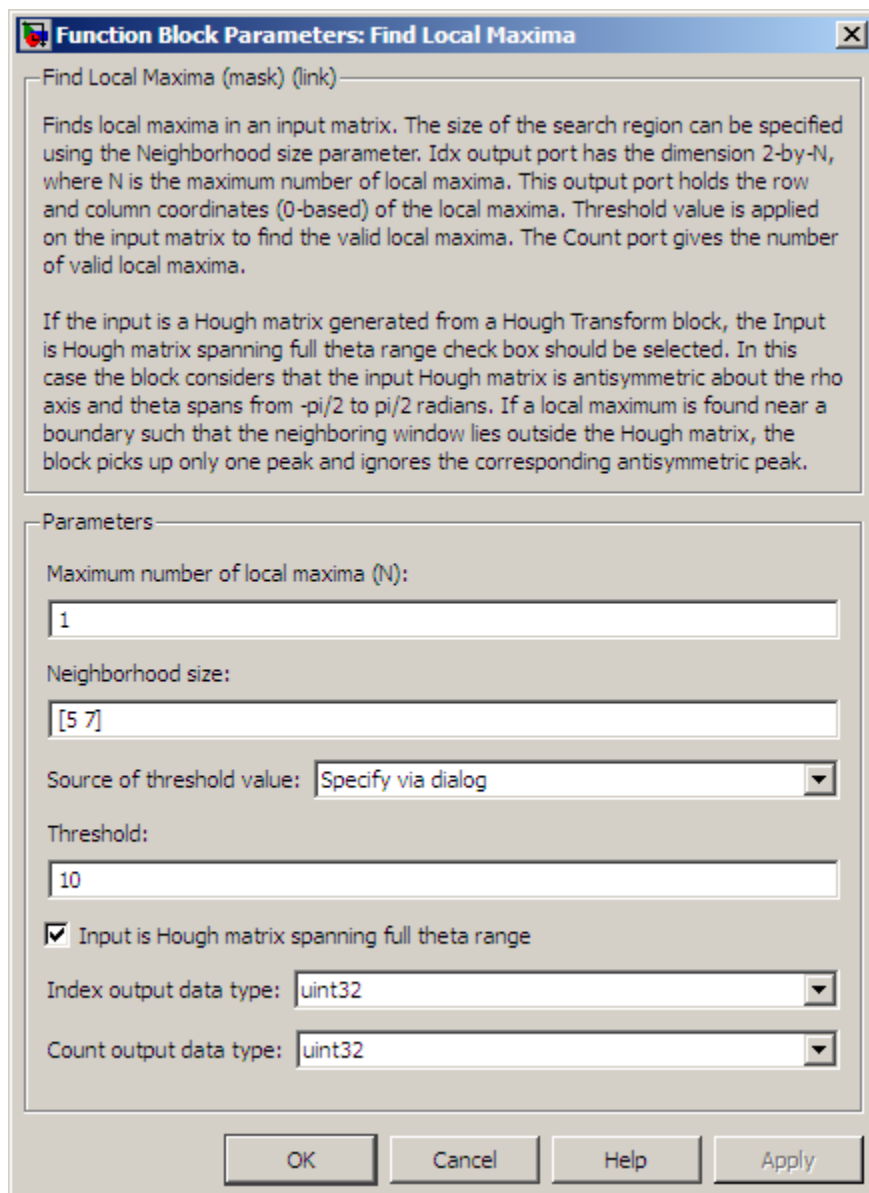 Function Block Parameters: Find Local Maxima
Find Local Maxima (mask) (link)
Finds local maxima in an input matrix. The size of the search region can be specified
using the Neighborhood size parameter. Idx output port has the dimension 2-by-N,
where N is the maximum number of local maxima. This output port holds the row
and column coordinates (0-based) of the local maxima. Threshold value is applied
on the input matrix to find the valid local maxima. The Count port gives the number
of valid local maxima.
If the input is a Hough matrix generated from a Hough Transform block, the Input
is Hough matrix spanning full theta range check box should be selected. In this
case the block considers that the input Hough matrix is antisymmetric about the rho
axis and theta spans from -pi/2 to pi/2 radians. If a local maximum is found near a
boundary such that the neighboring window lies outside the Hough matrix, the
block picks up only one peak and ignores the corresponding antisymmetric peak.
Parameters
Maximum number of local maxima (N):
1
Neighborhood size:
[5 7]
Source of threshold value: Specify via dialog
Threshold:
10
Input is Hough matrix spanning full theta range
Index output data type: uint32
Count output data type: uint32
OK Cancel Help Apply